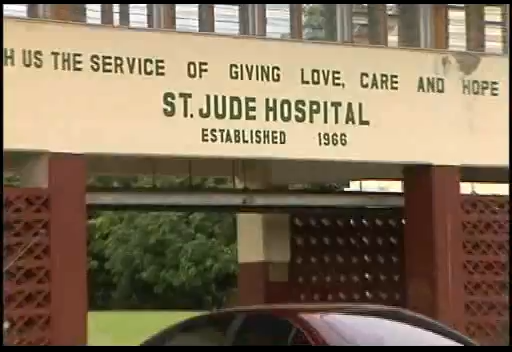 H US THE SERVICE OF GIVING LOVE, CARE AND HOPE
ST. JUDE HOSPITAL
ESTABLISHED 1966